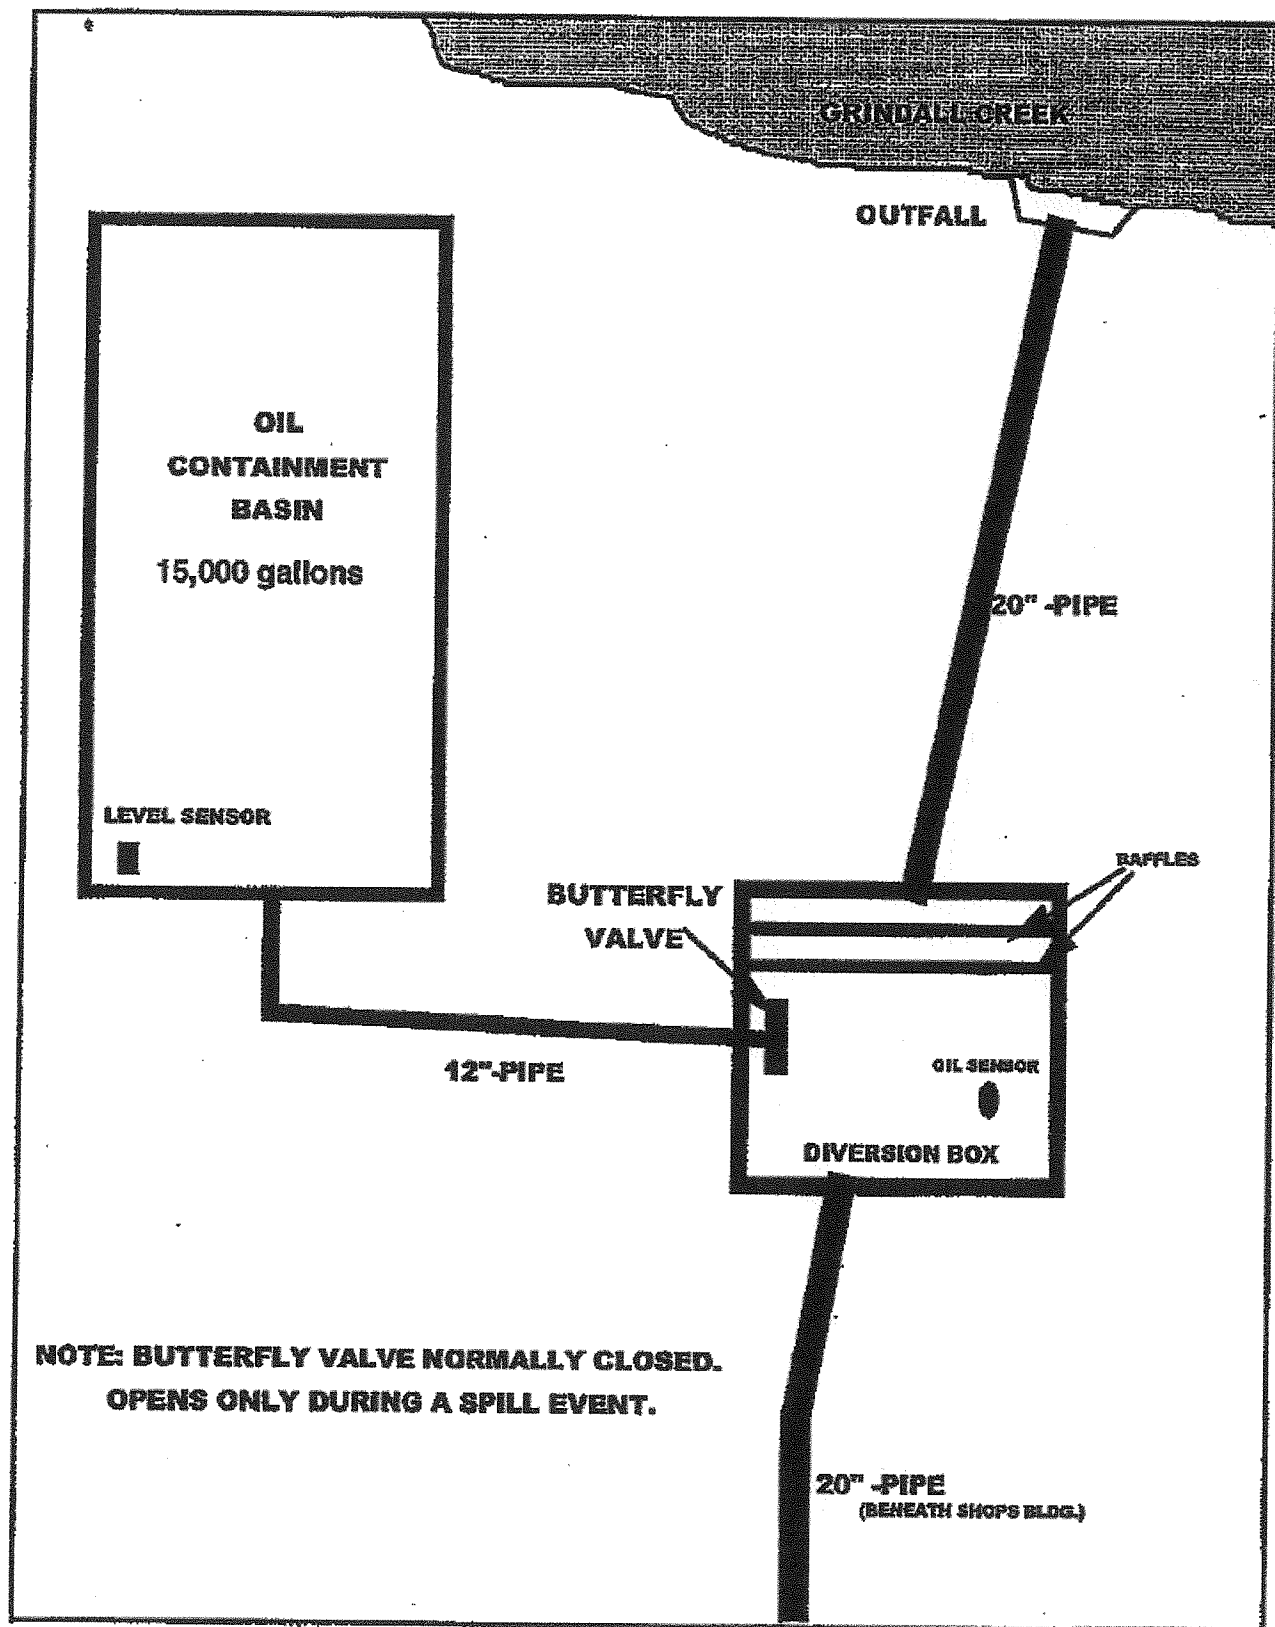 GRINDALL CREEK
OUTFALL
OIL
CONTAINMENT
BASIN
15,000 gallons
20" -PIPE
LEVEL SENSOR
BAFFLES
BUTTERFLY
VALVE
12"-PIPE
OIL SENSOR
DIVERSION BOX
NOTE: BUTTERFLY VALVE NORMALLY CLOSED.
OPENS ONLY DURING A SPILL EVENT.
20" -PIPE
(BENEATH SHOPS BLDG.)